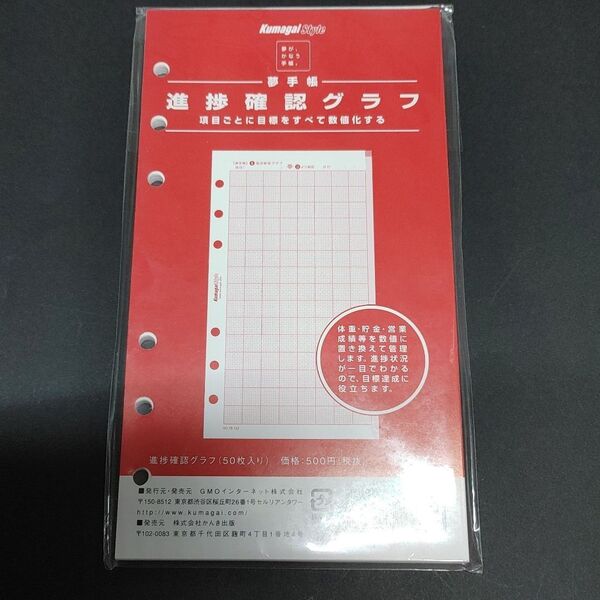 Kumagai Style
夢が、
かなう
手帳。
夢手帳
進捗確認グラフ
項目ごとに目標をすべて数値化する
Kumagai Style
体重・貯金・営業
成績等を数値に
置き換えて管理
します。進捗状況
が一目でわかる
ので、目標達成に
役立ちます。
進捗確認グラフ(50枚入り) 価格:500円(税抜)
■発行元・発売元 GMOインターネット株式会社
〒150-8512 東京都渋谷区桜丘町26番1号セルリアンタワー
http://www.kumagai.com/
■発売元 株式会社かんき出版
〒102-0083 東京都千代田区麹町4丁目1番地4号